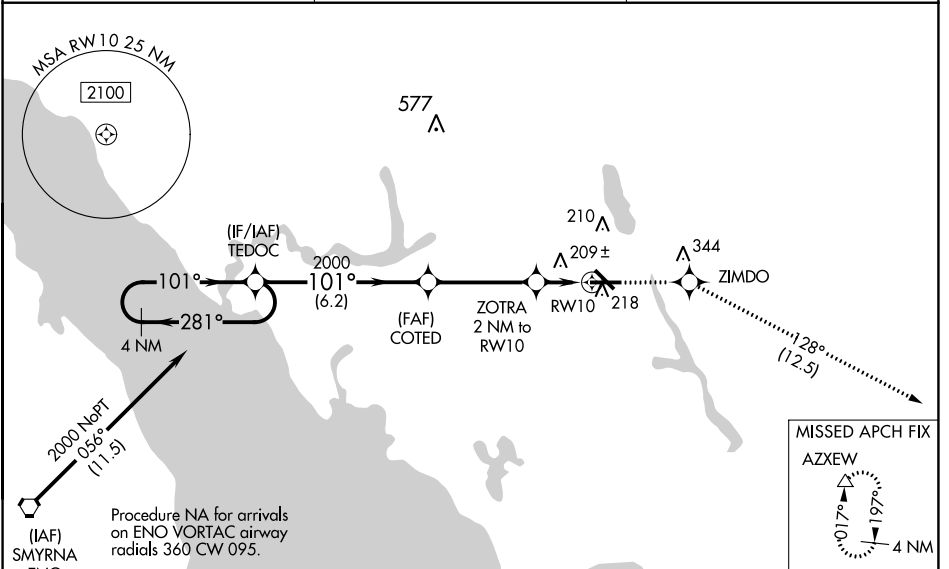 MSA RW10 25 NM
2100
577
210
209 ±
344
218
(IF/IAF)
TEDOC
101°
2000
101°
(6.2)
281°
4 NM
(FAF)
COTED
ZOTRA
2 NM to
RW10
RW10
ZIMDO
128°
(12.5)
2000 NoPT
056°
(11.5)
(IAF)
SMYRNA
Procedure NA for arrivals
on ENO VORTAC airway
radials 360 CW 095.
MISSED APCH FIX
AZXEW
017°
197°
4 NM